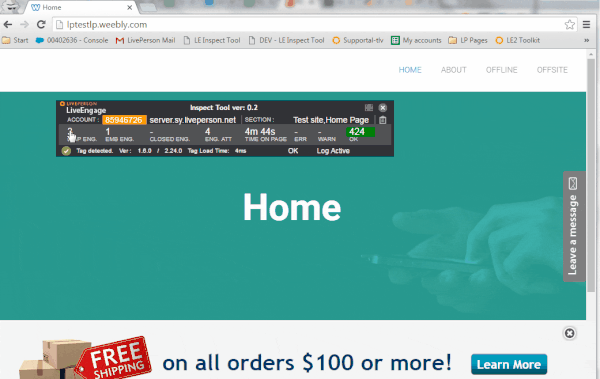 Home
lptestlp.weebly.com
Start 00402636 - Console LivePerson Mail LE Inspect Tool DEV - LE Inspect Tool Supportal-tlv My accounts LP Pages LE2 Toolkit
HOME ABOUT OFFLINE OFFSITE
LIVEPERSON
LiveEngage
Inspect Tool ver: 0.2
ACCOUNT : 85946726 server.sy.liveperson.net SECTION : Test site,Home Page
1 - 4 4m 44s - - 424
EMB ENG. CLOSED ENG. ENG. ATT TIME ON PAGE ERR WARN OK
Tag detected. Ver : 1.6.0 / 2.24.0 Tag Load Time: 4ms OK Log Active
Home
Leave a message
FREE
SHIPPING
on all orders $100 or more!
Learn More